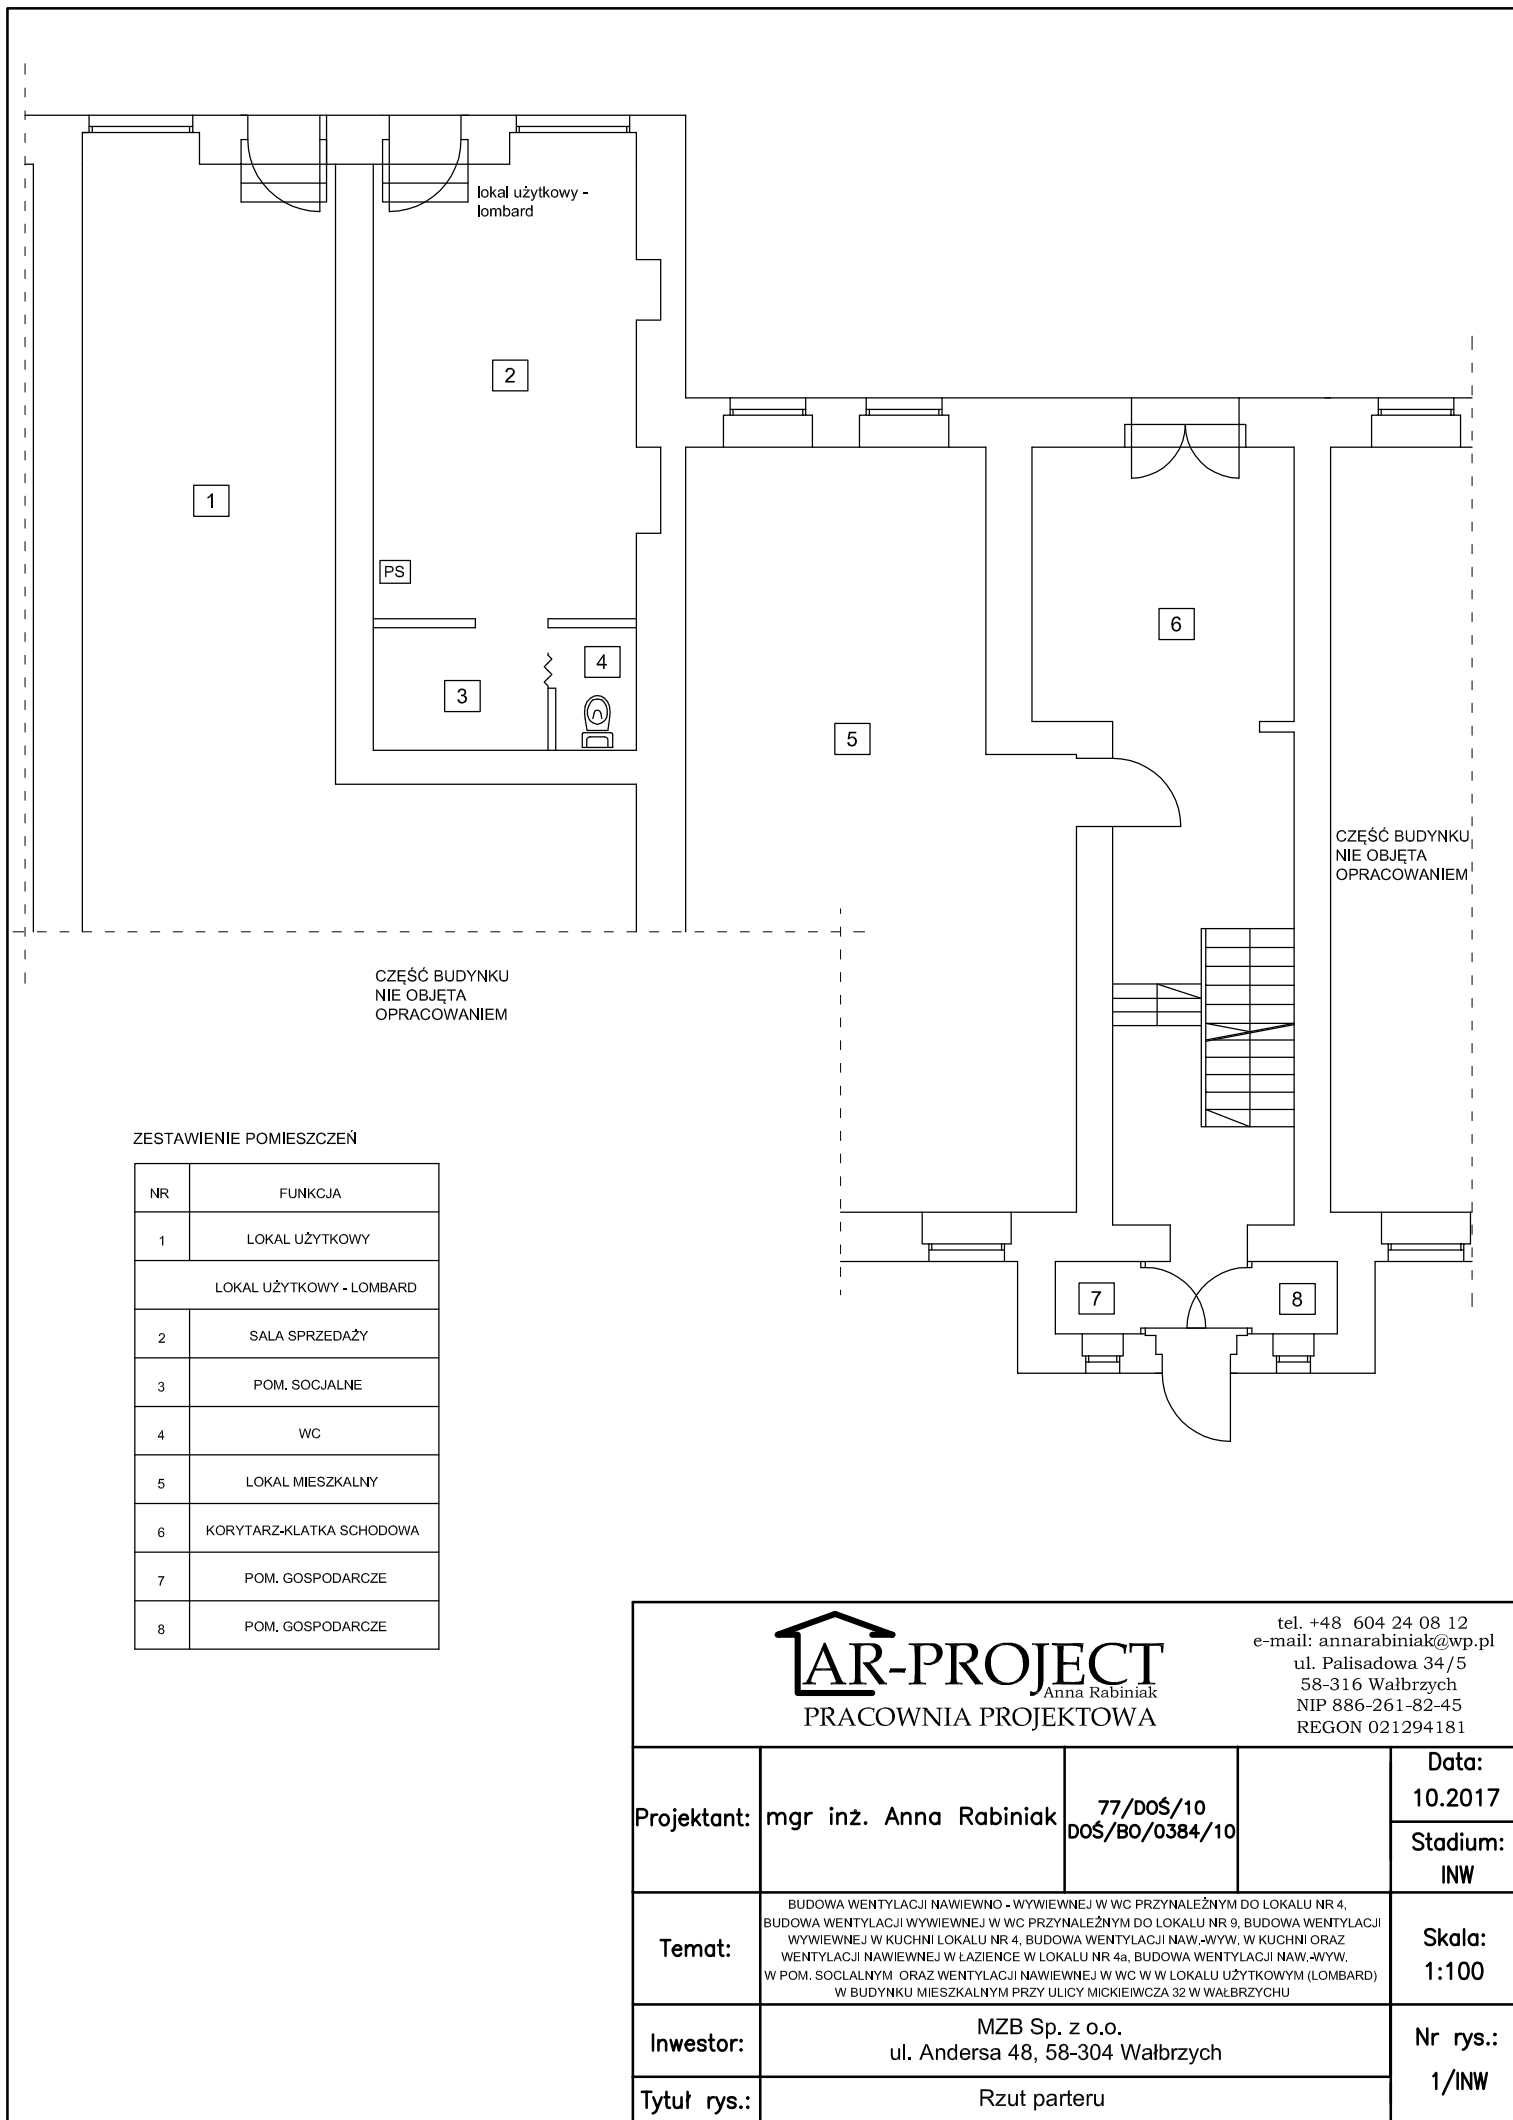 lokal użytkowy -
lombard
2
1
PS
6
4
3
5
CZĘŚĆ BUDYNKU
NIE OBJĘTA
OPRACOWANIEM
CZĘŚĆ BUDYNKU
NIE OBJĘTA
OPRACOWANIEM
7
8
ZESTAWIENIE POMIESZCZEŃ
NR FUNKCJA
1 LOKAL UŻYTKOWY
LOKAL UŻYTKOWY - LOMBARD
2 SALA SPRZEDAŻY
3 POM. SOCJALNE
4 WC
5 LOKAL MIESZKALNY
6 KORYTARZ-KLATKA SCHODOWA
7 POM. GOSPODARCZE
8 POM. GOSPODARCZE
AR-PROJECT
Anna Rabiniak
PRACOWNIA PROJEKTOWA
tel. +48 604 24 08 12
e-mail: annarabiniak@wp.pl
ul. Palisadowa 34/5
58-316 Wałbrzych
NIP 886-261-82-45
REGON 021294181
Projektant: mgr inż. Anna Rabiniak
77/DOŚ/10
DOŚ/BO/0384/10
Data:
10.2017
Stadium:
INW
Temat:
BUDOWA WENTYLACJI NAWIEWNO - WYWIEWNEJ W WC PRZYNALEŻNYM DO LOKALU NR 4,
BUDOWA WENTYLACJI WYWIEWNEJ W WC PRZYNALEŻNYM DO LOKALU NR 9, BUDOWA WENTYLACJI
WYWIEWNEJ W KUCHNI LOKALU NR 4, BUDOWA WENTYLACJI NAW.-WYW. W KUCHNI ORAZ
WENTYLACJI NAWIEWNEJ W ŁAZIENCE W LOKALU NR 4a, BUDOWA WENTYLACJI NAW.-WYW.
W POM. SOCLALNYM ORAZ WENTYLACJI NAWIEWNEJ W WC W W LOKALU UŻYTKOWYM (LOMBARD)
W BUDYNKU MIESZKALNYM PRZY ULICY MICKIEIWCZA 32 W WAŁBRZYCHU
Skala:
1:100
Inwestor:
MZB Sp. z o.o.
ul. Andersa 48, 58-304 Wałbrzych
Nr rys.:
1/INW
Tytuł rys.: Rzut parteru